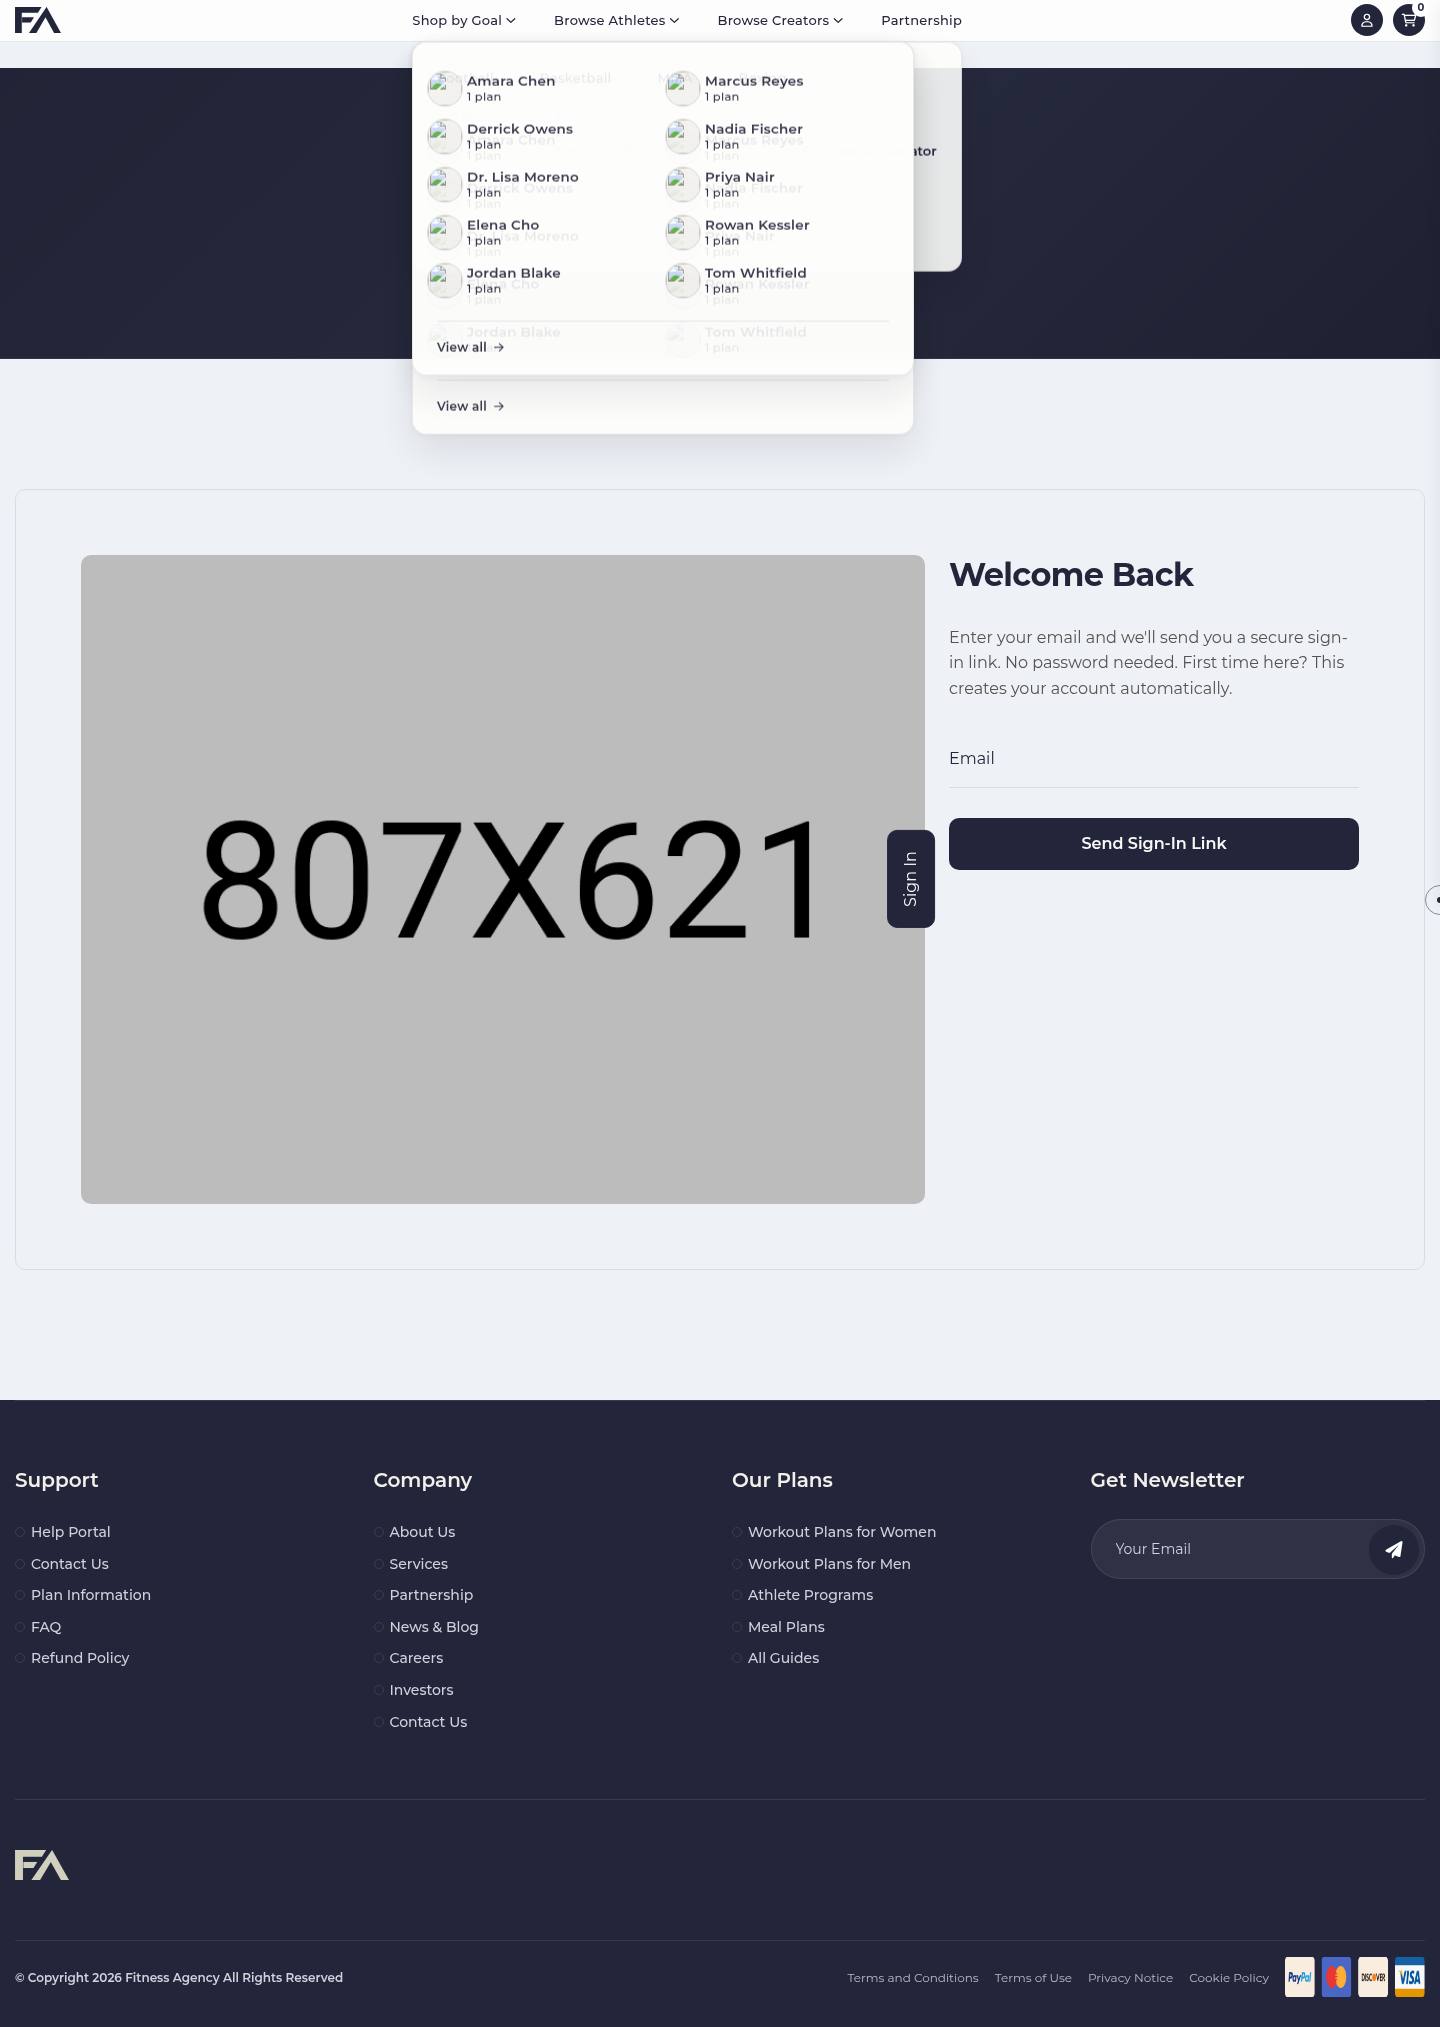 FA
Shop by Goal
Browse Athletes
Browse Creators
Partnership
0
Amara Chen
1 plan
Marcus Reyes
1 plan
Derrick Owens
1 plan
Nadia Fischer
1 plan
Dr. Lisa Moreno
1 plan
Priya Nair
1 plan
Elena Cho
1 plan
Rowan Kessler
1 plan
Jordan Blake
1 plan
Tom Whitfield
1 plan
View all
Jordan Blake
Tom Whitfield
1 plan
View all
807X621
Sign In
Welcome Back
Enter your email and we'll send you a secure sign-
in link. No password needed. First time here? This
creates your account automatically.
Email
Send Sign-In Link
Support
Help Portal
Contact Us
Plan Information
FAQ
Refund Policy
Company
About Us
Services
Partnership
News & Blog
Careers
Investors
Contact Us
Our Plans
Workout Plans for Women
Workout Plans for Men
Athlete Programs
Meal Plans
All Guides
Get Newsletter
Your Email
FA
© Copyright 2026 Fitness Agency All Rights Reserved
Terms and Conditions
Terms of Use
Privacy Notice
Cookie Policy
PayPal
DISCOVER
VISA